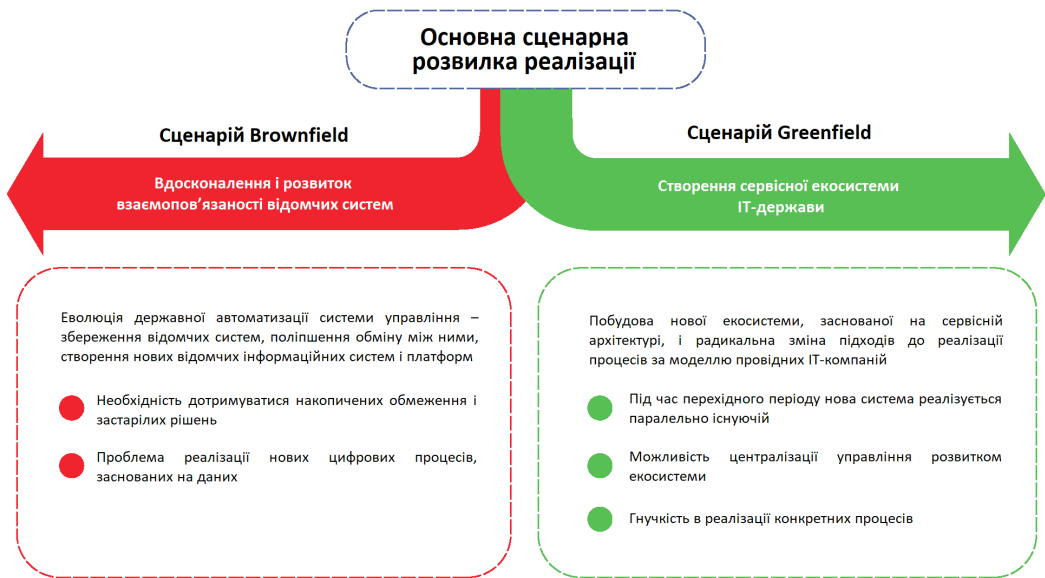 Основна сценарна
розвилка реалізації
Сценарій Brownfield
Вдосконалення і розвиток
взаємопов’язаності відомчих систем
Еволюція державної автоматизації системи управління –
збереження відомчих систем, поліпшення обміну між ними,
створення нових відомчих інформаційних систем і платформ
Необхідність дотримуватися накопичених обмеження і
застарілих рішень
Проблема реалізації нових цифрових процесів,
заснованих на даних
Сценарій Greenfield
Створення сервісної екосистеми
ІТ-держави
Побудова нової екосистеми, заснованої на сервісній
архітектурі, і радикальна зміна підходів до реалізації
процесів за моделлю провідних ІТ-компаній
Під час перехідного періоду нова система реалізується
паралельно існуючій
Можливість централізації управління розвитком
екосистеми
Гнучкість в реалізації конкретних процесів